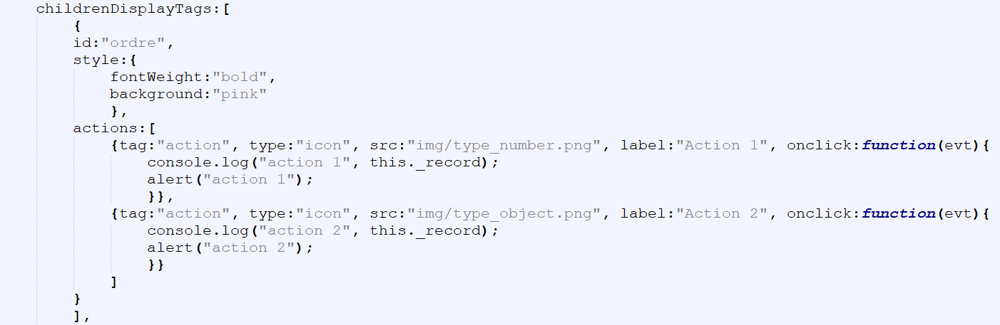 childrenDisplayTags:[
{
id:"ordre",
style:{
fontWeight:"bold",
background:"pink"
},
actions:[
{tag:"action", type:"icon", src:"img/type_number.png", label:"Action 1", onclick:function(evt){
console.log("action 1", this._record);
alert("action 1");
}},
{tag:"action", type:"icon", src:"img/type_object.png", label:"Action 2", onclick:function(evt){
console.log("action 2", this._record);
alert("action 2");
}}
]
}
],